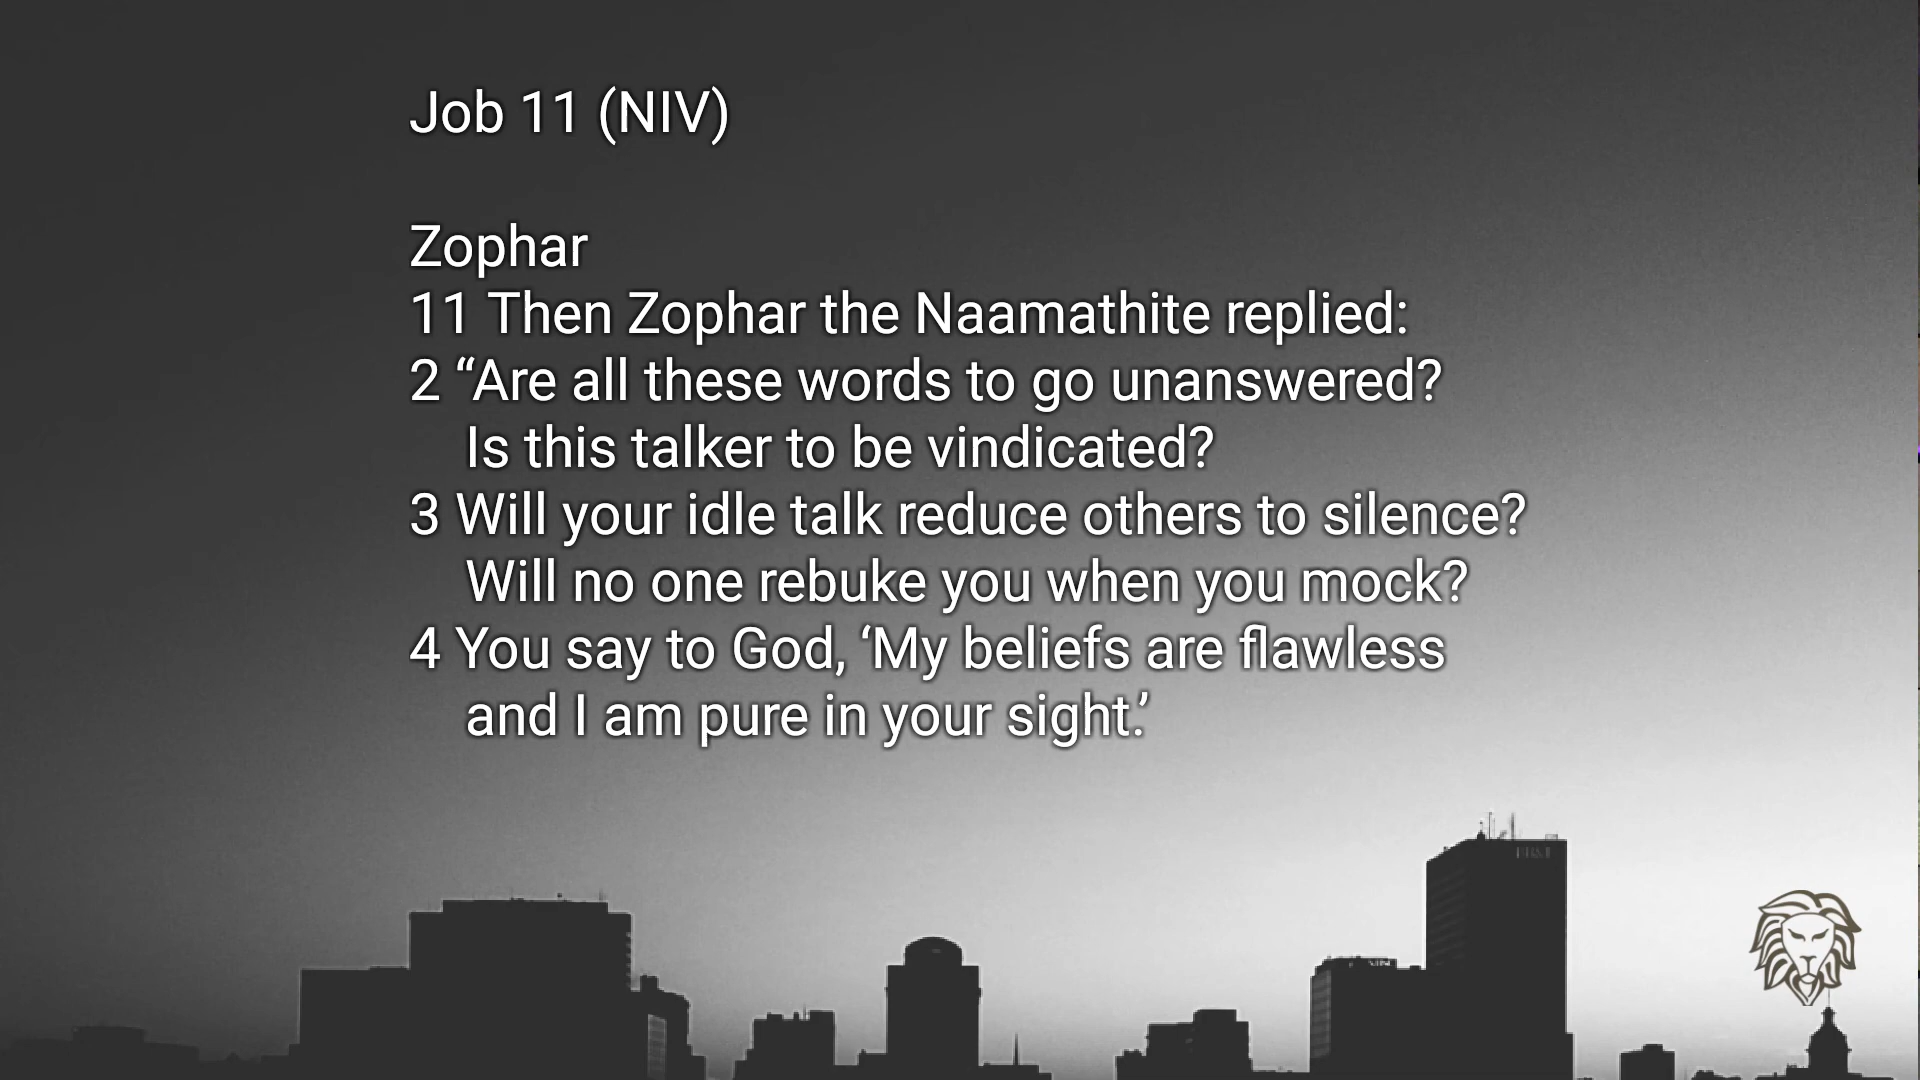 Job 11 (NIV)
Zophar
11 Then Zophar the Naamathite replied:
2 “Are all these words to go unanswered?
Is this talker to be vindicated?
3 Will your idle talk reduce others to silence?
Will no one rebuke you when you mock?
4 You say to God, ‘My beliefs are flawless
and I am pure in your sight.’
BB&T